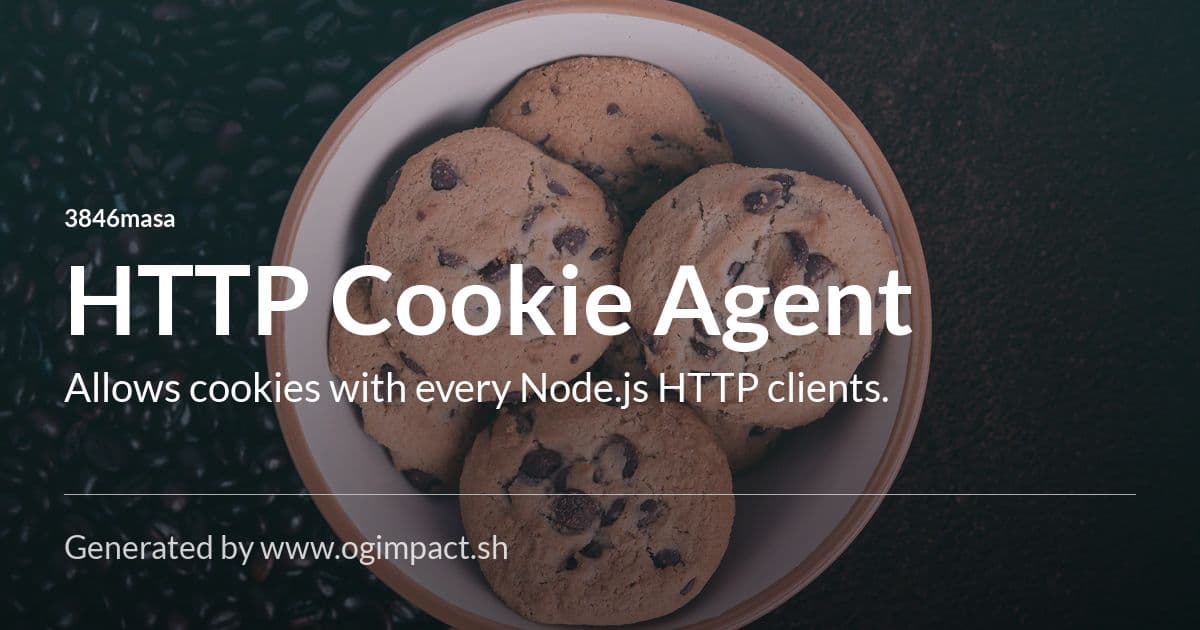 3846masa
HTTP Cookie Agent
Allows cookies with every Node.js HTTP clients.
Generated by www.ogimpact.sh